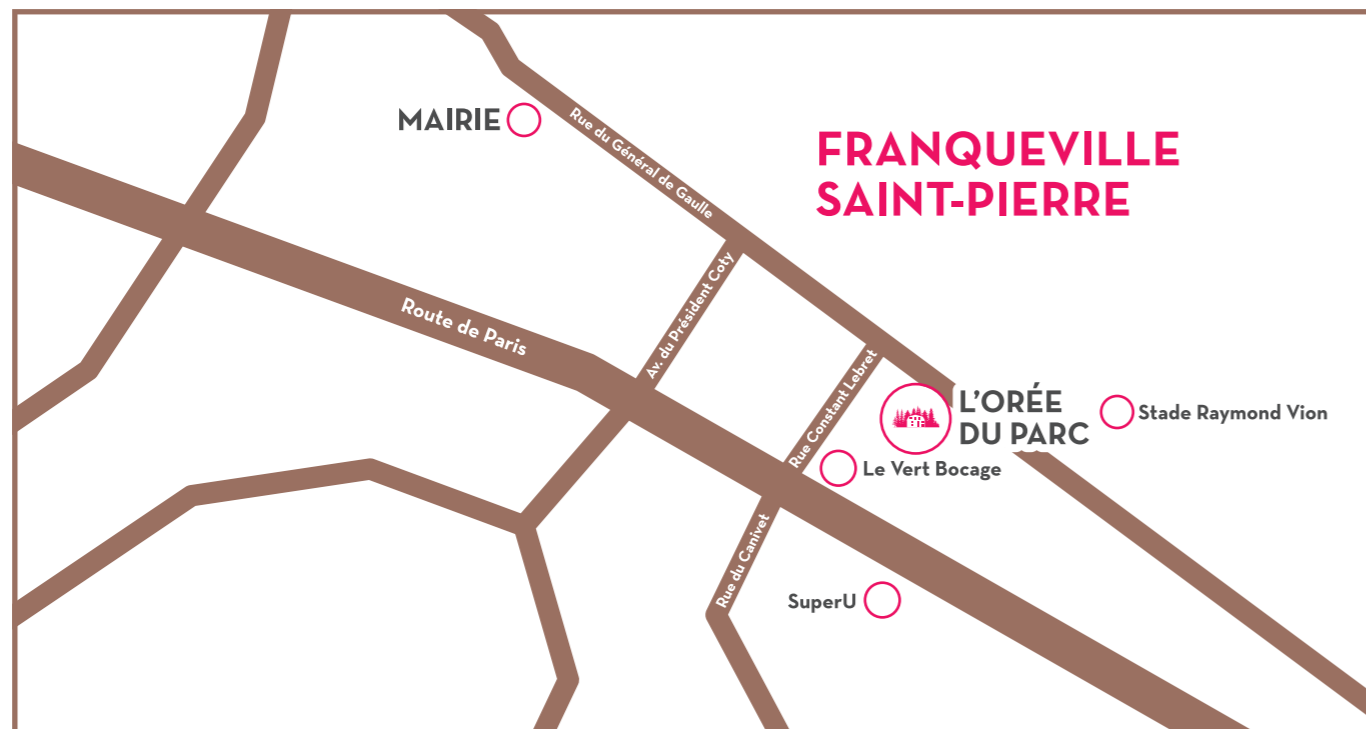 MAIRIE
Rue du Général de Gaulle
FRANQUEVILLE
SAINT-PIERRE
Route de Paris
Av. du Président Coty
Rue Constant Lebret
L'ORÉE
DU PARC
Stade Raymond Vion
Le Vert Bocage
Rue du Canivet
SuperU